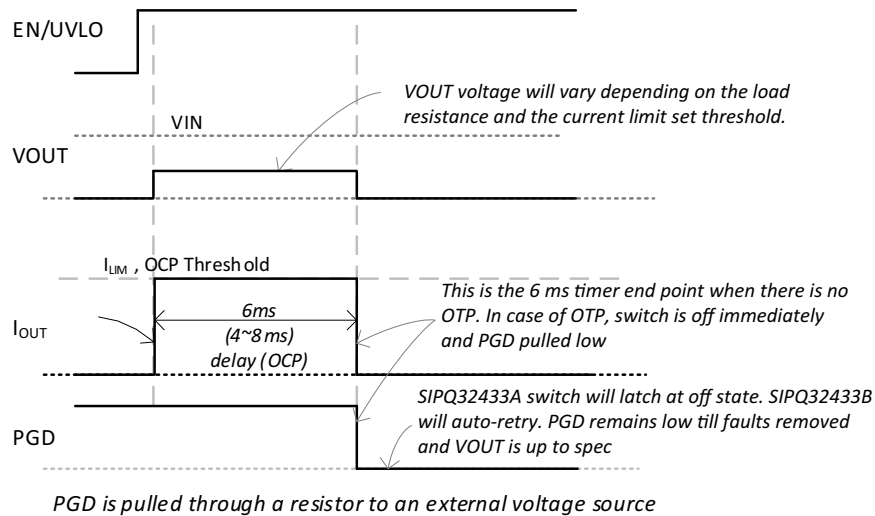 EN/UVLO
VOUT voltage will vary depending on the load
resistance and the current limit set threshold.
VIN
VOUT
ILIM , OCP Threshold
This is the 6 ms timer end point when there is no
OTP. In case of OTP, switch is off immediately
and PGD pulled low
6ms
(4~8 ms)
delay (OCP)
IOUT
SIPQ32433A switch will latch at off state. SIPQ32433B
will auto-retry. PGD remains low till faults removed
and VOUT is up to spec
PGD
PGD is pulled through a resistor to an external voltage source